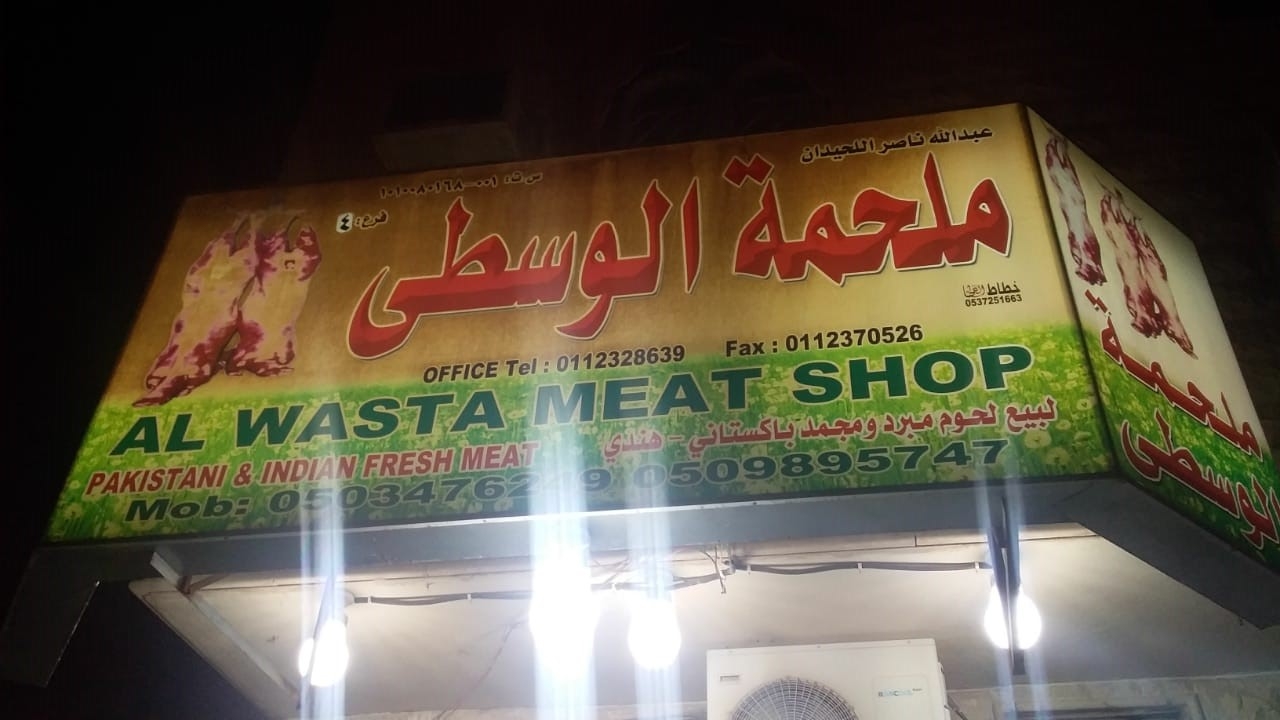 عبدالله ناصر اللحيدان
س ت: ١٠١٠٠٨٠١٦٨-٠٠١
فرع: ٤
ملحمة الوسطى
خطاط
0537251663
OFFICE Tel : 0112328639 Fax : 0112370526
AL WASTA MEAT SHOP
PAKISTANI & INDIAN FRESH MEAT لبيع لحوم مبرد ومجمد باكستاني - هندي
Mob: 0503476249 0509895747
ملحمة
الوسطى